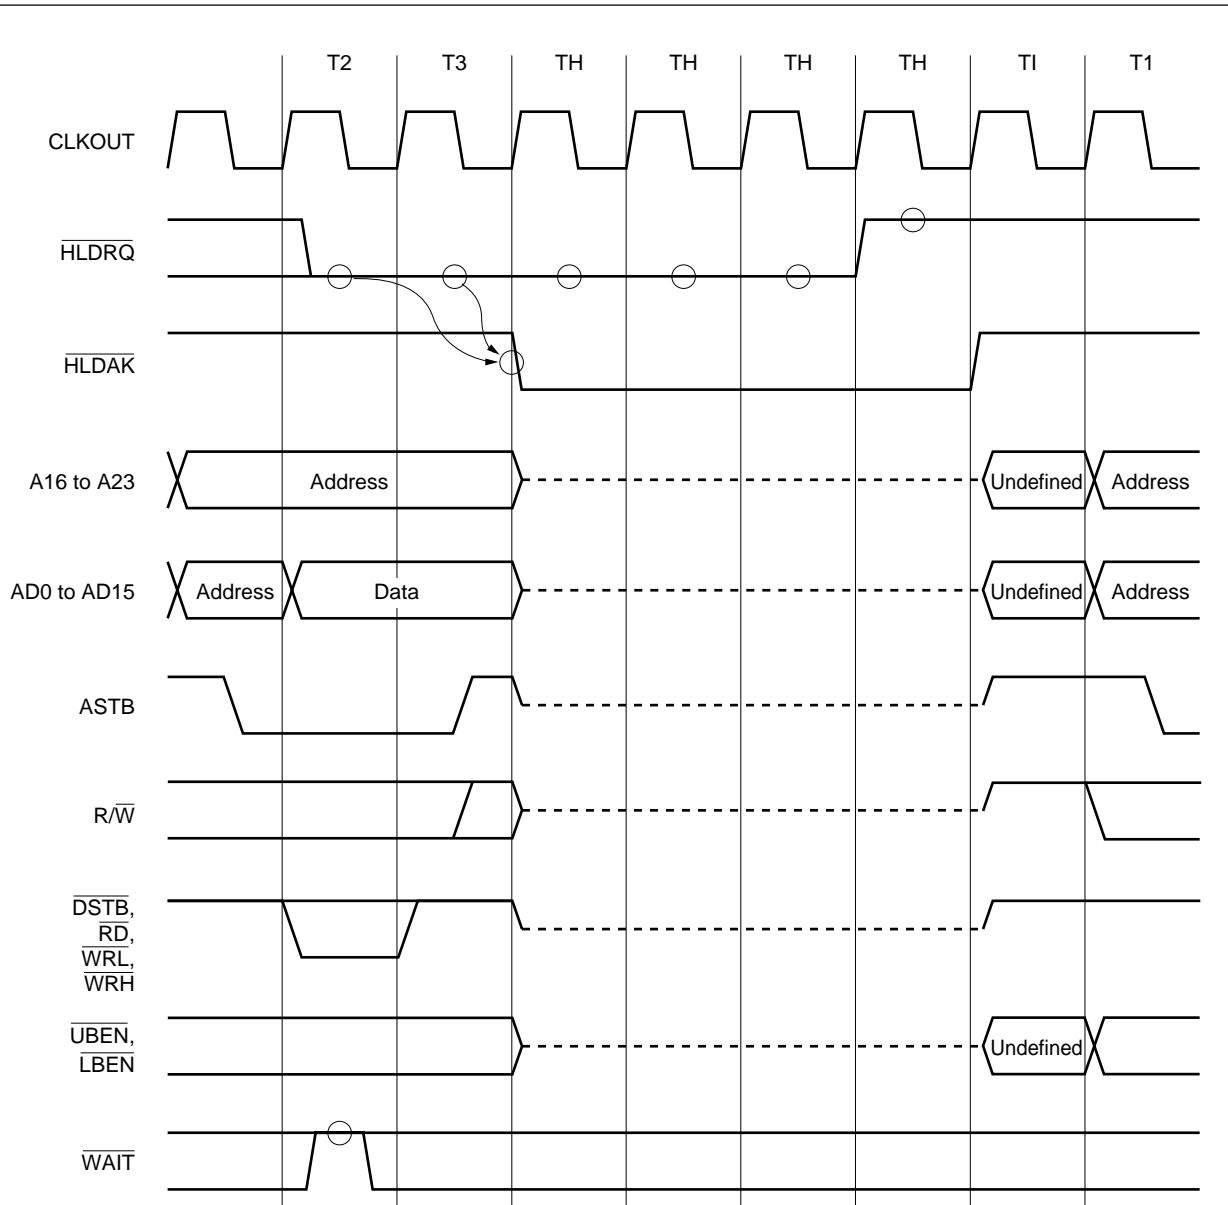 T2 T3 TH TH TH TH TI T1
CLKOUT
HLDRQ
HLDAK
A16 to A23 Address Undefined Address
AD0 to AD15 Address Data Undefined Address
ASTB
R/W
DSTB,
RD,
WRL,
WRH
UBEN,
LBEN Undefined
WAIT